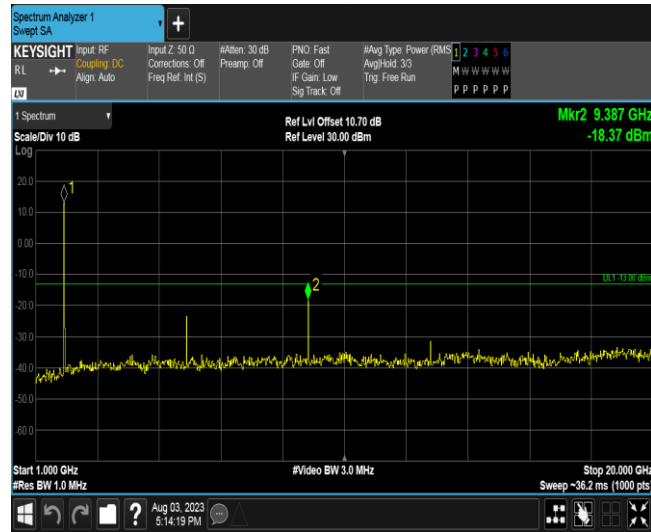 Spectrum Analyzer 1
Swept SA
KEYSIGHT
RL
LXI
Input: RF
Coupling: DC
Align: Auto
Input Z: 50 Ω
Corrections: Off
Freq Ref: Int (S)
#Atten: 30 dB
Preamp: Off
PNO: Fast
Gate: Off
IF Gain: Low
Sig Track: Off
#Avg Type: Power (RMS
Avg|Hold: 3/3
Trig: Free Run
1 2 3 4 5 6
M W W W W W
P P P P P P
1 Spectrum
Scale/Div 10 dB
Log
Ref Lvl Offset 10.70 dB
Ref Level 30.00 dBm
Mkr2 9.387 GHz
-18.37 dBm
20.0
10.0
0.00
-10.0
-20.0
-30.0
-40.0
-50.0
-60.0
1
2
DL1 -13.00 dBm
Start 1.000 GHz
#Res BW 1.0 MHz
#Video BW 3.0 MHz
Stop 20.000 GHz
Sweep ~36.2 ms (1000 pts)
?
Aug 03, 2023
5:14:19 PM